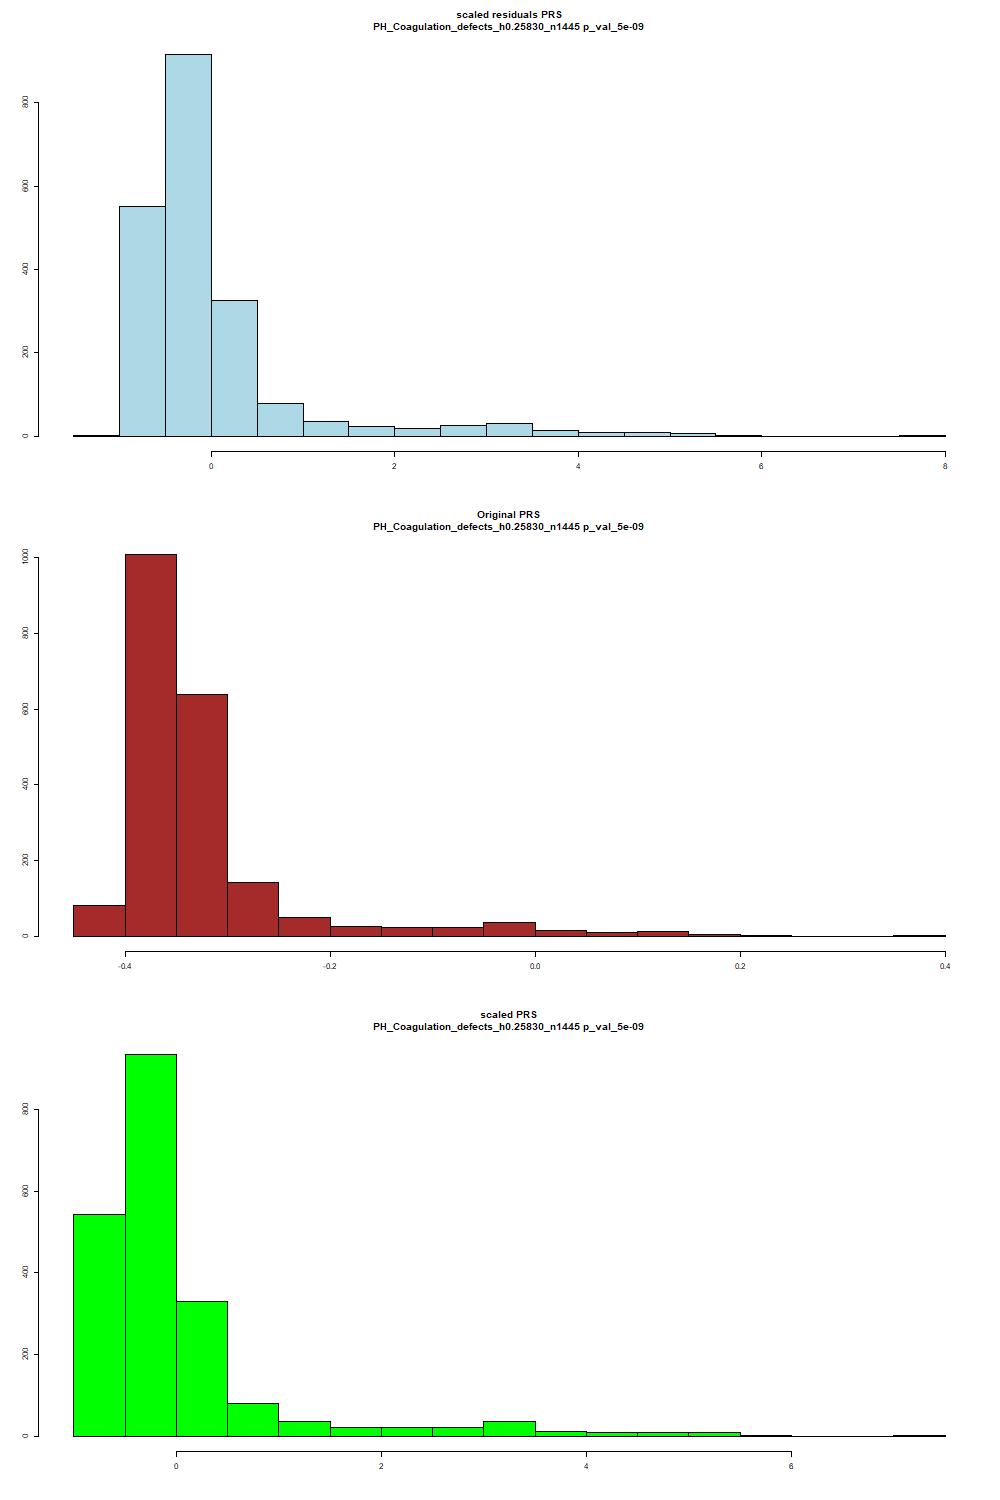 scaled residuals PRS
PH_Coagulation_defects_h0.25830_n1445 p_val_5e-09
800
600
400
200
0
0 2 4 6 8
Original PRS
PH_Coagulation_defects_h0.25830_n1445 p_val_5e-09
1000
800
600
400
200
0
-0.4 -0.2 0.0 0.2 0.4
scaled PRS
PH_Coagulation_defects_h0.25830_n1445 p_val_5e-09
800
600
400
200
0
0 2 4 6